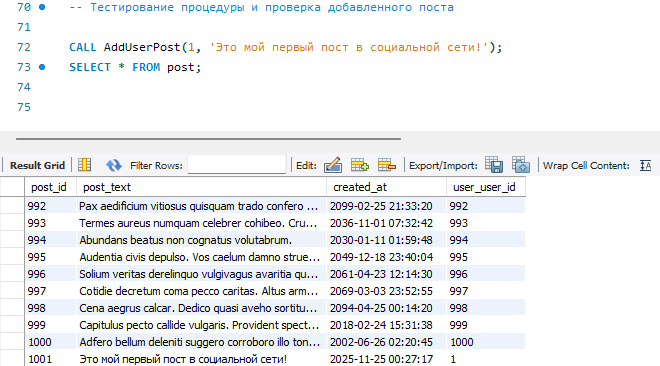 70 -- Тестирование процедуры и проверка добавленного поста
71
72 CALL AddUserPost(1, 'Это мой первый пост в социальной сети!');
73 SELECT * FROM post;
74
75
Result Grid Filter Rows: Edit: Export/Import: Wrap Cell Content:
post_id post_text created_at user_user_id
992 Pax aedificium vitiosus quisquam trado confero ... 2099-02-25 21:33:20 992
993 Termes aureus numquam celebrer cohibeo. Cru... 2036-11-01 07:32:42 993
994 Abundans beatus non cognatus volutabrum. 2030-01-11 01:59:48 994
995 Audentia civis depulso. Vos caelum damno strue... 2049-12-18 23:40:04 995
996 Solium veritas derelinquo vulgivagus avaritia qu... 2061-04-23 12:14:30 996
997 Cotidie decretum coma pecco caritas. Altus arm... 2069-03-03 23:52:55 997
998 Cena aegrus calcar. Dedico quasi aveho sortitu... 2094-04-25 00:14:20 998
999 Capitulus pecto callide vulgaris. Provident spect... 2018-02-24 15:31:38 999
1000 Adfero bellum deleniti suggero corroboro illo ton... 2002-06-26 02:20:45 1000
1001 Это мой первый пост в социальной сети! 2025-11-25 00:27:17 1